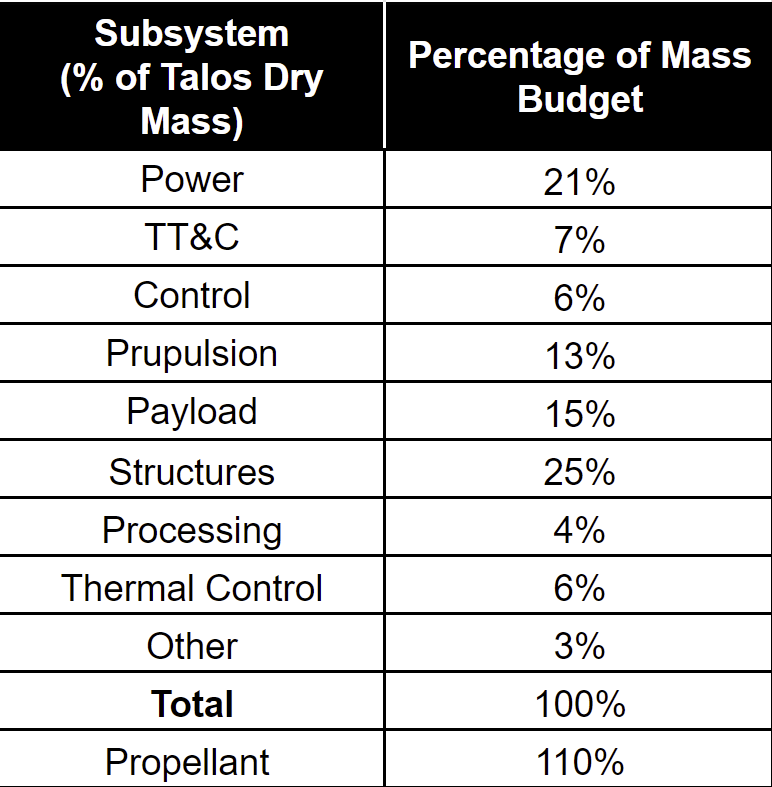 Subsystem
(% of Talos Dry
Mass)
Percentage of Mass
Budget
Power 21%
TT&C 7%
Control 6%
Prupulsion 13%
Payload 15%
Structures 25%
Processing 4%
Thermal Control 6%
Other 3%
Total 100%
Propellant 110%